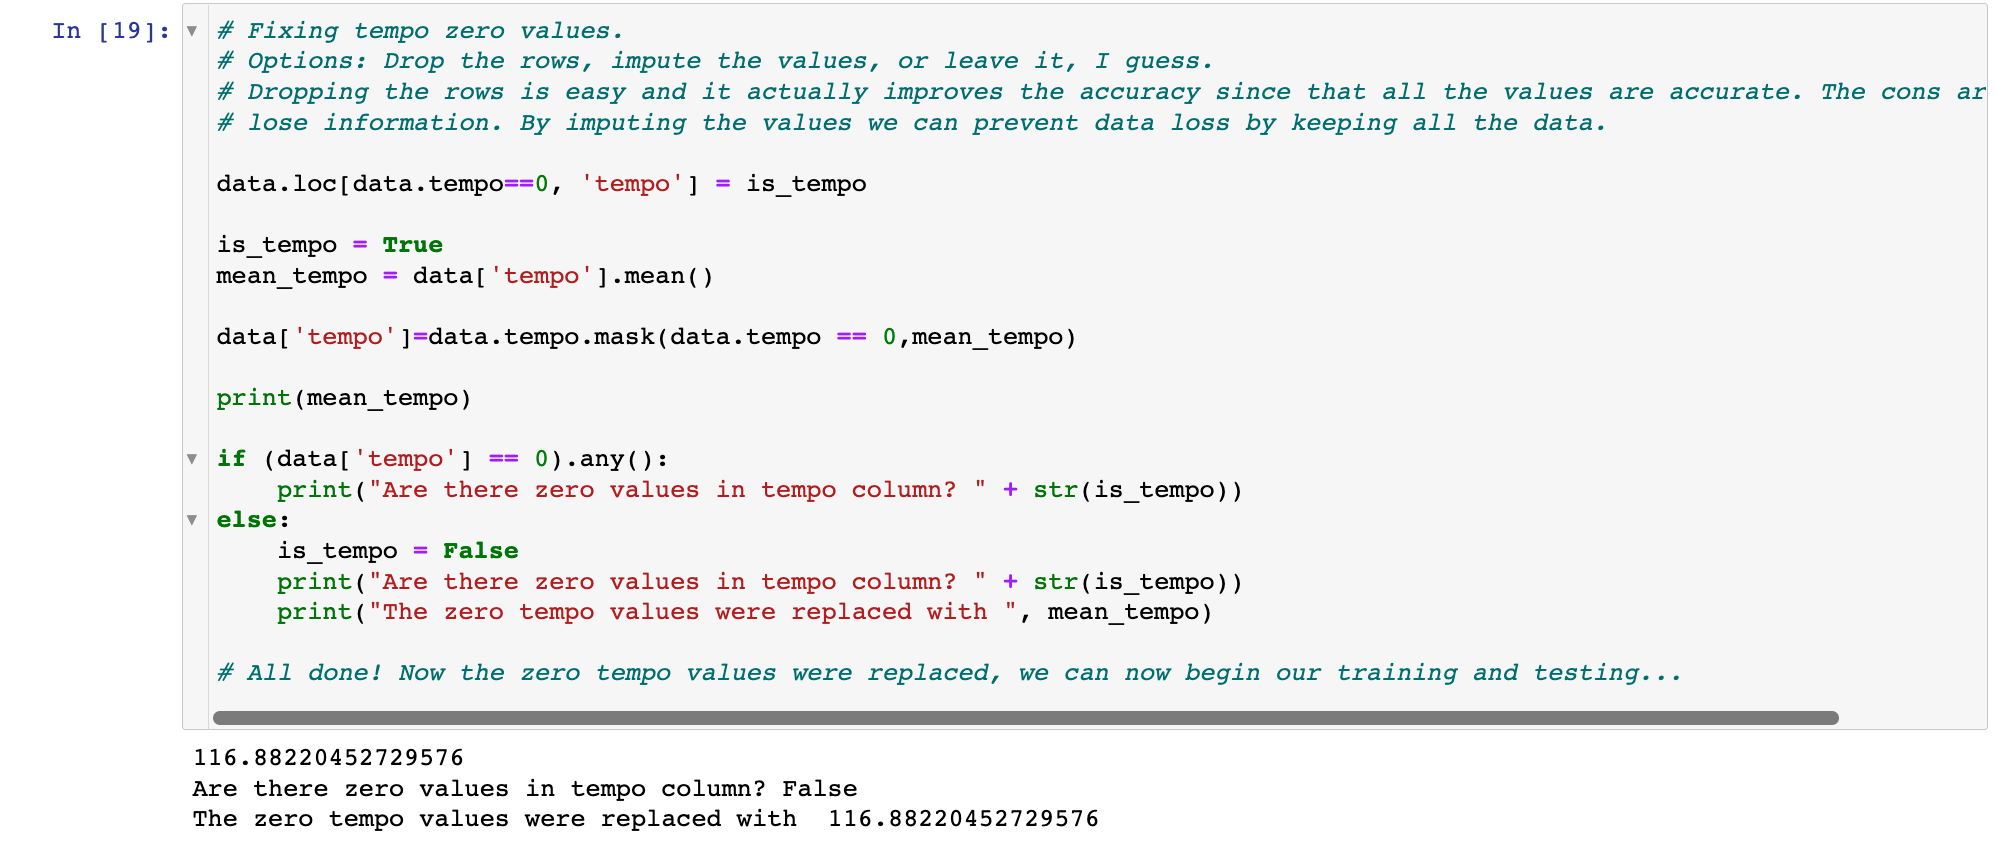 In [19]:
# Fixing tempo zero values.
# Options: Drop the rows, impute the values, or leave it, I guess.
# Dropping the rows is easy and it actually improves the accuracy since that all the values are accurate. The cons ar
# lose information. By imputing the values we can prevent data loss by keeping all the data.
data.loc[data.tempo==0, 'tempo'] = is_tempo
is_tempo = True
mean_tempo = data['tempo'].mean()
data['tempo']=data.tempo.mask(data.tempo == 0,mean_tempo)
print(mean_tempo)
if (data['tempo'] == 0).any():
    print("Are there zero values in tempo column? " + str(is_tempo))
else:
    is_tempo = False
    print("Are there zero values in tempo column? " + str(is_tempo))
    print("The zero tempo values were replaced with ", mean_tempo)
# All done! Now the zero tempo values were replaced, we can now begin our training and testing...
116.88220452729576
Are there zero values in tempo column? False
The zero tempo values were replaced with  116.88220452729576